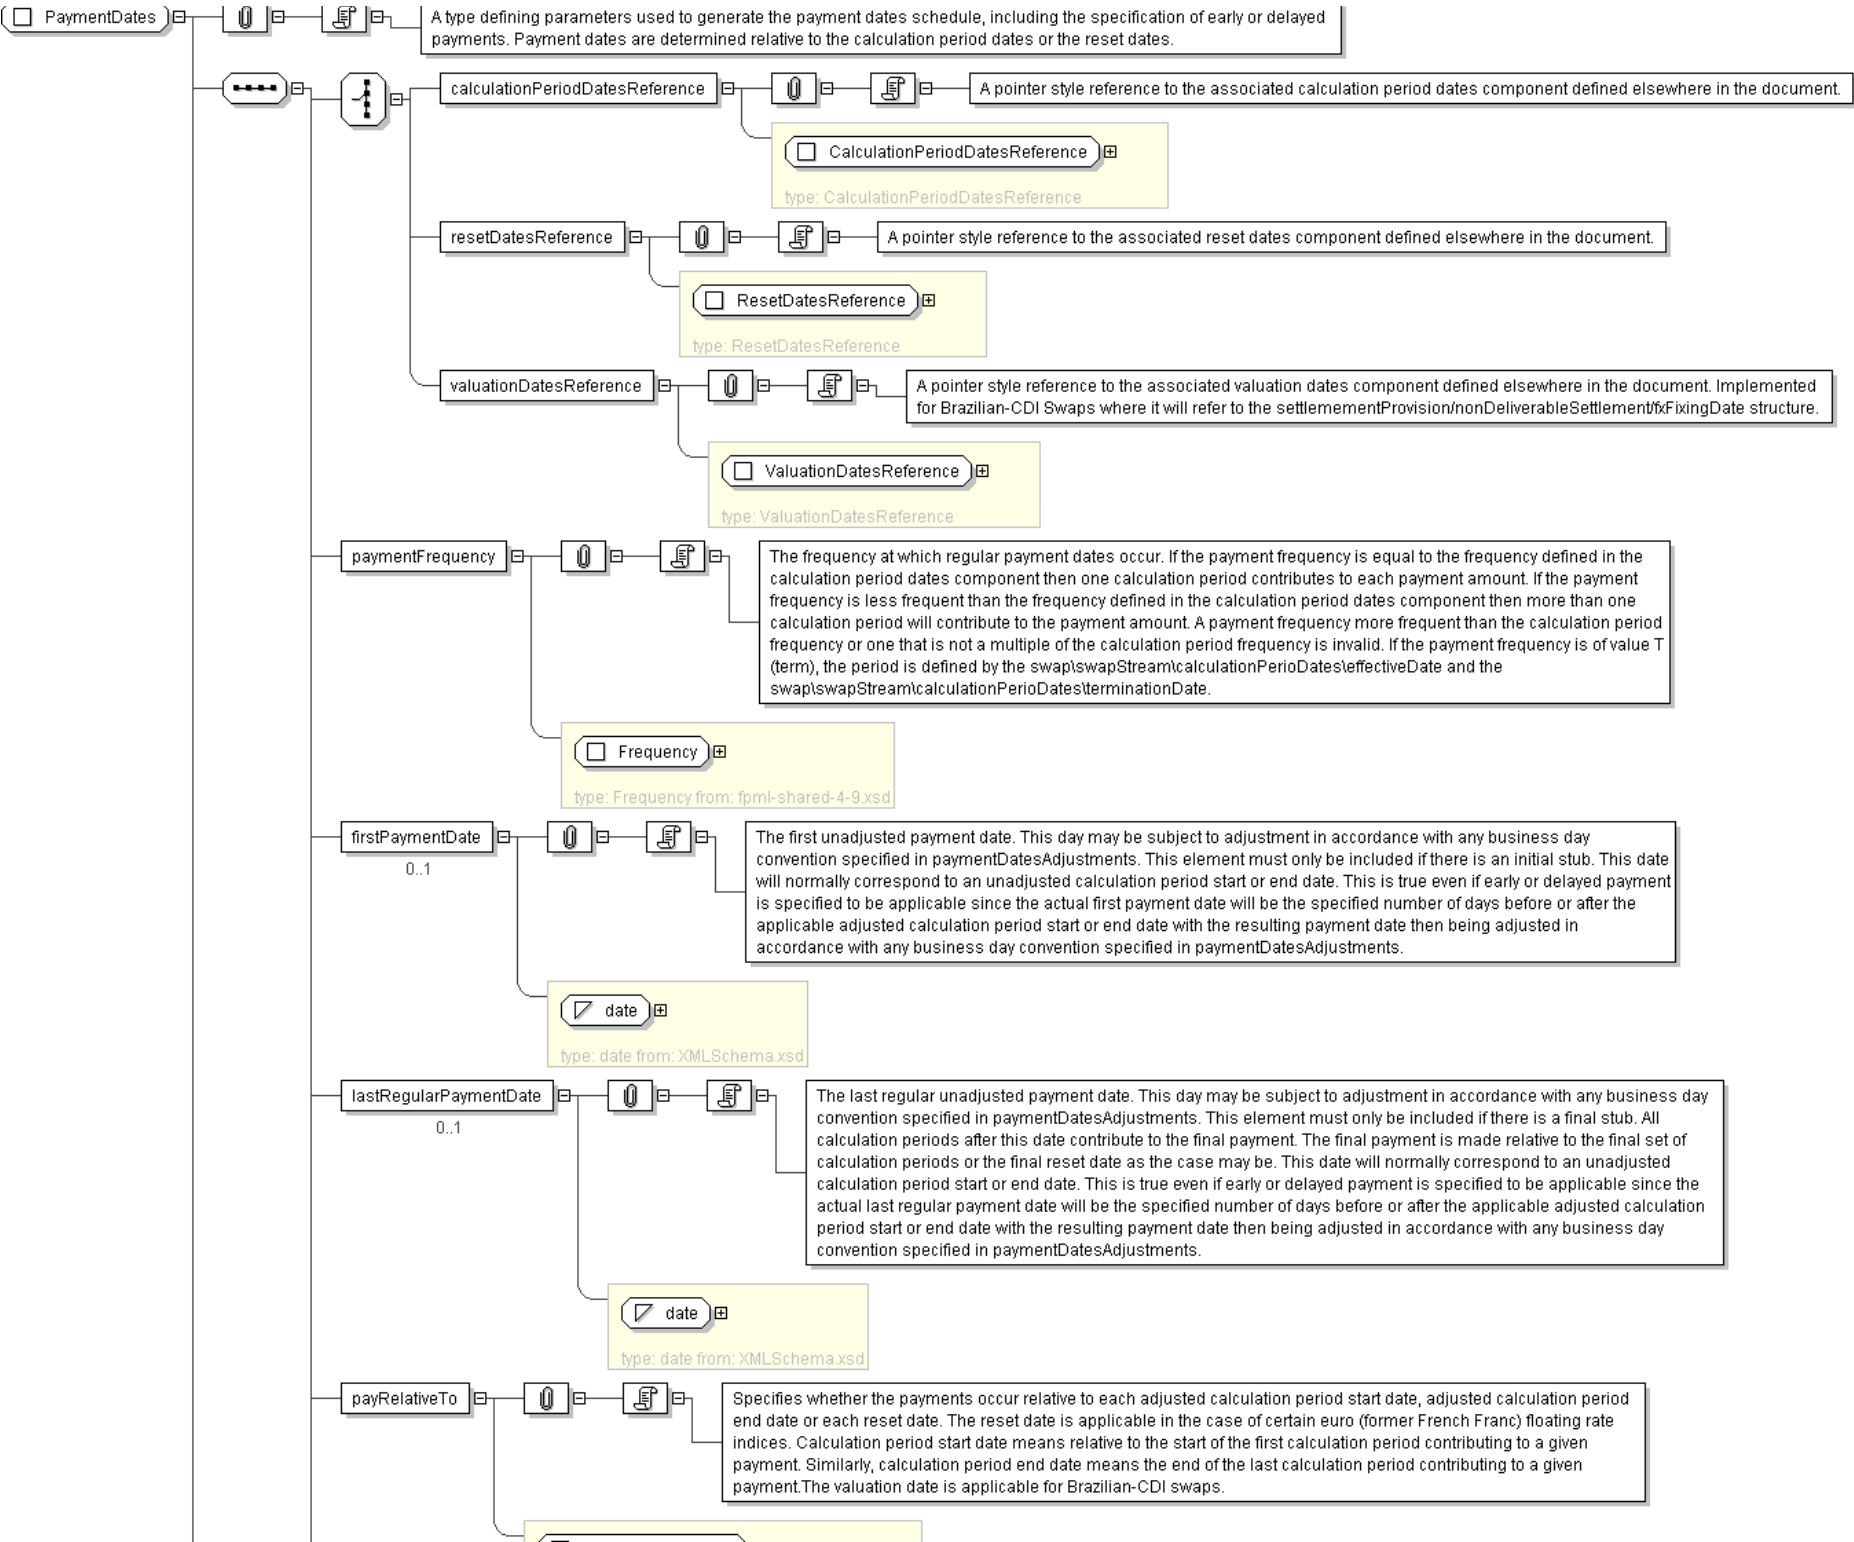 PaymentDates
A type defining parameters used to generate the payment dates schedule, including the specification of early or delayed
payments. Payment dates are determined relative to the calculation period dates or the reset dates.
calculationPeriodDatesReference
A pointer style reference to the associated calculation period dates component defined elsewhere in the document.
CalculationPeriodDatesReference
type: CalculationPeriodDatesReference
resetDatesReference
A pointer style reference to the associated reset dates component defined elsewhere in the document.
ResetDatesReference
type: ResetDatesReference
valuationDatesReference
A pointer style reference to the associated valuation dates component defined elsewhere in the document. Implemented
for Brazilian-CDI Swaps where it will refer to the settlemementProvision/nonDeliverableSettlement/fxFixingDate structure.
ValuationDatesReference
type: ValuationDatesReference
paymentFrequency
The frequency at which regular payment dates occur. If the payment frequency is equal to the frequency defined in the
calculation period dates component then one calculation period contributes to each payment amount. If the payment
frequency is less frequent than the frequency defined in the calculation period dates component then more than one
calculation period will contribute to the payment amount. A payment frequency more frequent than the calculation period
frequency or one that is not a multiple of the calculation period frequency is invalid. If the payment frequency is of value T
(term), the period is defined by the swap\swapStream\calculationPerioDates\effectiveDate and the
swap\swapStream\calculationPerioDates\terminationDate.
Frequency
type: Frequency from: fpml-shared-4-9.xsd
firstPaymentDate
0..1
The first unadjusted payment date. This day may be subject to adjustment in accordance with any business day
convention specified in paymentDatesAdjustments. This element must only be included if there is an initial stub. This date
will normally correspond to an unadjusted calculation period start or end date. This is true even if early or delayed payment
is specified to be applicable since the actual first payment date will be the specified number of days before or after the
applicable adjusted calculation period start or end date with the resulting payment date then being adjusted in
accordance with any business day convention specified in paymentDatesAdjustments.
date
type: date from: XMLSchema.xsd
lastRegularPaymentDate
0..1
The last regular unadjusted payment date. This day may be subject to adjustment in accordance with any business day
convention specified in paymentDatesAdjustments. This element must only be included if there is a final stub. All
calculation periods after this date contribute to the final payment. The final payment is made relative to the final set of
calculation periods or the final reset date as the case may be. This date will normally correspond to an unadjusted
calculation period start or end date. This is true even if early or delayed payment is specified to be applicable since the
actual last regular payment date will be the specified number of days before or after the applicable adjusted calculation
period start or end date with the resulting payment date then being adjusted in accordance with any business day
convention specified in paymentDatesAdjustments.
date
type: date from: XMLSchema.xsd
payRelativeTo
Specifies whether the payments occur relative to each adjusted calculation period start date, adjusted calculation period
end date or each reset date. The reset date is applicable in the case of certain euro (former French Franc) floating rate
indices. Calculation period start date means relative to the start of the first calculation period contributing to a given
payment. Similarly, calculation period end date means the end of the last calculation period contributing to a given
payment.The valuation date is applicable for Brazilian-CDI swaps.